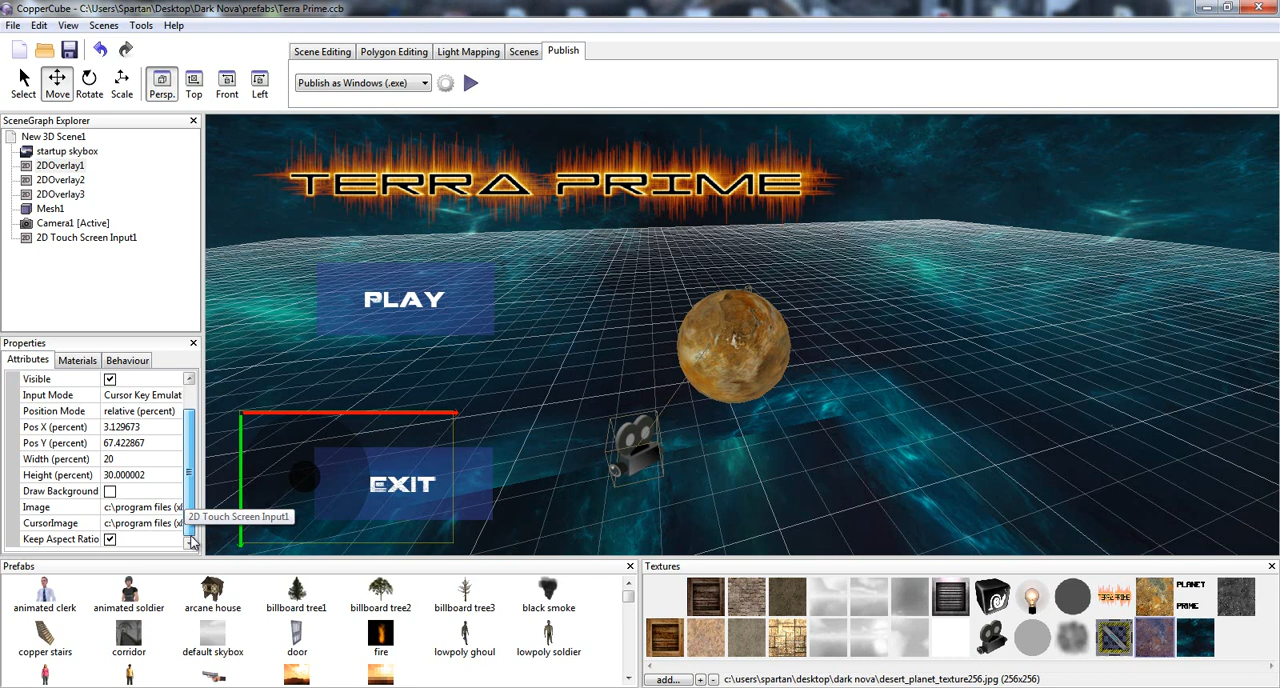 CopperCube - C:\Users\Spartan\Desktop\Dark Nova\prefabs\Terra Prime.ccb
File Edit View Scenes Tools Help
Scene Editing Polygon Editing Light Mapping Scenes Publish
Publish as Windows (.exe)
Select Move Rotate Scale Persp. Top Front Left
SceneGraph Explorer
New 3D Scene1
startup skybox
2DOverlay1
2DOverlay2
2DOverlay3
Mesh1
Camera1 [Active]
2D Touch Screen Input1
TERRA PRIME
PLAY
EXIT
Properties
Attributes Materials Behaviour
Visible
Input Mode Cursor Key Emulat
Position Mode relative (percent)
Pos X (percent) 3.129673
Pos Y (percent) 67.422867
Width (percent) 20
Height (percent) 30.000002
Draw Background
Image c:\program files (x
CursorImage c:\program files (x
Keep Aspect Ratio
2D Touch Screen Input1
Prefabs
animated clerk animated soldier arcane house billboard tree1 billboard tree2 billboard tree3 black smoke
copper stairs corridor default skybox door fire lowpoly ghoul lowpoly soldier
Textures
PLANET
PRIME
add... + - c:\users\spartan\desktop\dark nova\desert_planet_texture256.jpg (256x256)